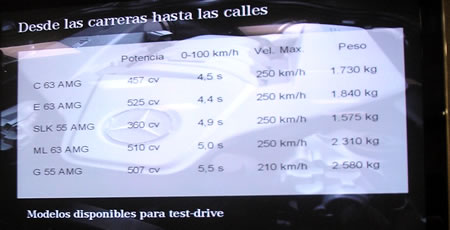 Desde las carreras hasta las calles
Potencia 0-100 km/h Vel. Max. Peso
C 63 AMG 457 cv 4,5 s 250 km/h 1.730 kg
E 63 AMG 525 cv 4,4 s 250 km/h 1.840 kg
SLK 55 AMG 360 cv 4,9 s 250 km/h 1.575 kg
ML 63 AMG 510 cv 5,0 s 250 km/h 2.310 kg
G 55 AMG 507 cv 5,5 s 210 km/h 2.580 kg
Modelos disponibles para test-drive